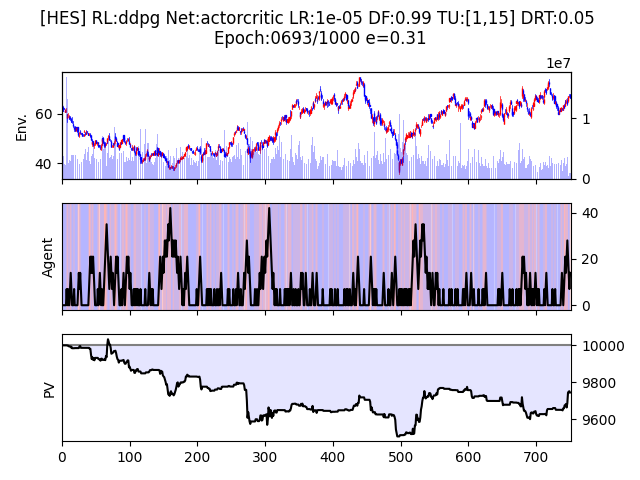 [HES] RL:ddpg Net:actorcritic LR:1e-05 DF:0.99 TU:[1,15] DRT:0.05
Epoch:0693/1000 e=0.31
1e7
Env.
60
40
1
0
Agent
40
20
0
PV
10000
9800
9600
0 100 200 300 400 500 600 700